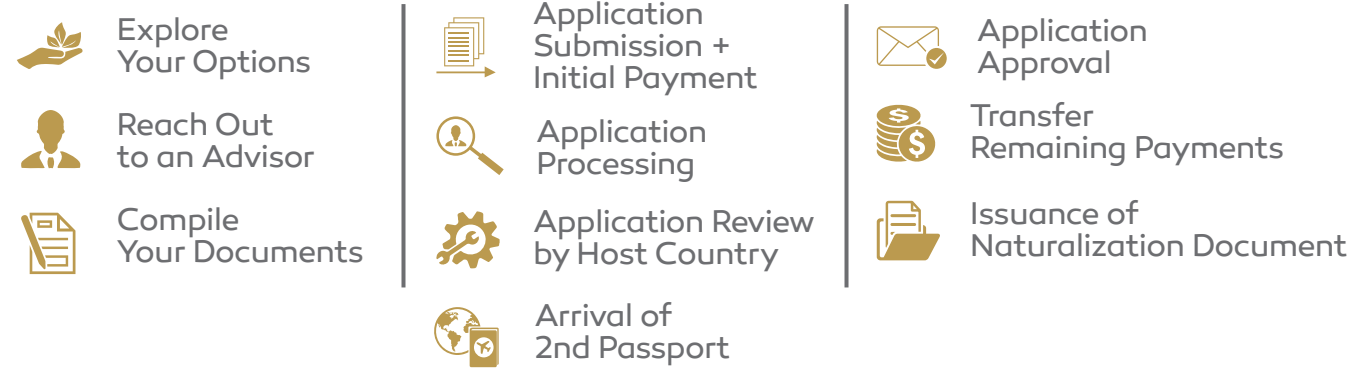 Explore
Your Options
Reach Out
to an Advisor
Compile
Your Documents
Application
Submission +
Initial Payment
Application
Processing
Application Review
by Host Country
Application
Approval
Transfer
Remaining Payments
Issuance of
Naturalization Document
Arrival of
2nd Passport